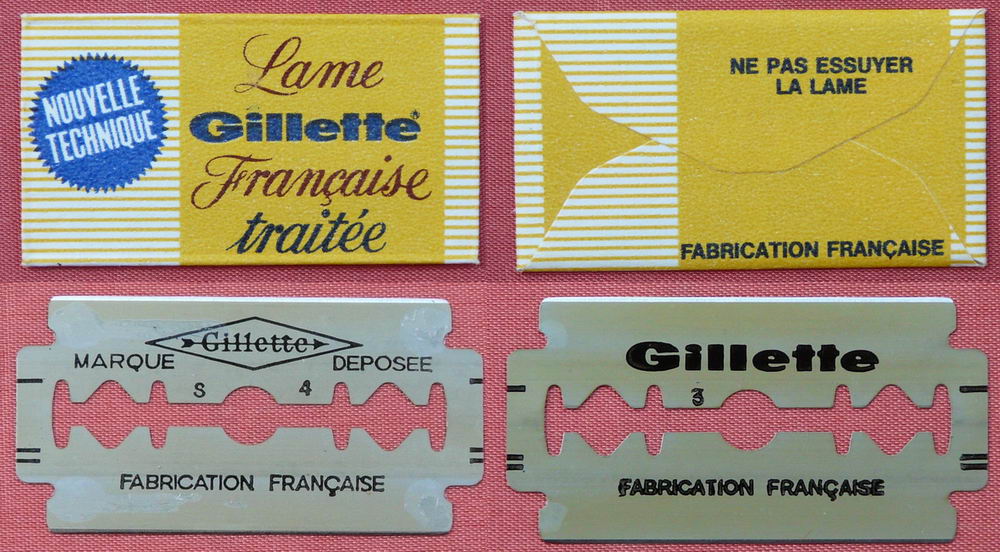 NOUVELLE
TECHNIQUE
Lame
Gillette
Française
traitée
NE PAS ESSUYER
LA LAME
FABRICATION FRANÇAISE
Gillette
MARQUE DEPOSEE
S 4
FABRICATION FRANÇAISE
Gillette
3
FABRICATION FRANÇAISE